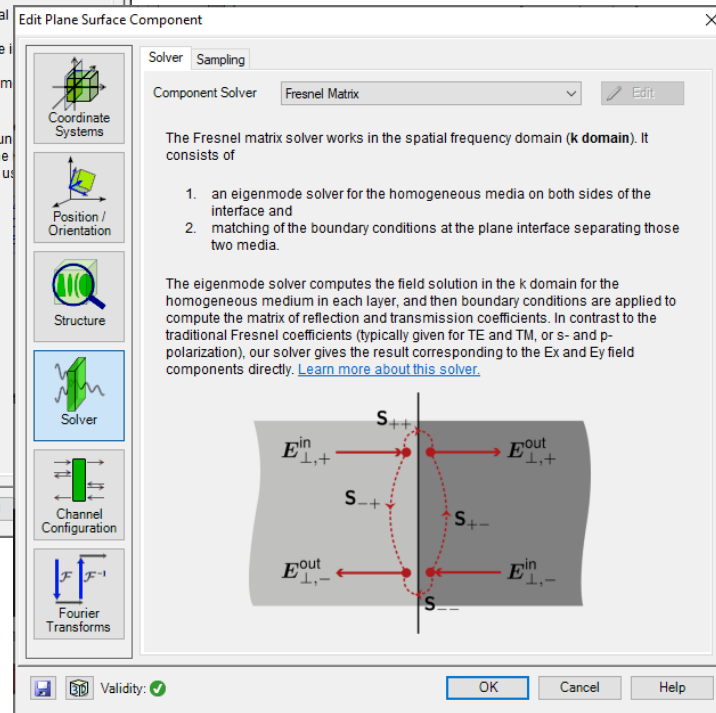 al
Edit Plane Surface Component
e i
m
un
e
us
Coordinate
Systems
Position /
Orientation
Structure
Solver
Channel
Configuration
F F⁻¹
Fourier
Transforms
Solver Sampling
Component Solver Fresnel Matrix Edit
The Fresnel matrix solver works in the spatial frequency domain (k domain). It
consists of
1. an eigenmode solver for the homogeneous media on both sides of the
interface and
2. matching of the boundary conditions at the plane interface separating those
two media.
The eigenmode solver computes the field solution in the k domain for the
homogeneous medium in each layer, and then boundary conditions are applied to
compute the matrix of reflection and transmission coefficients. In contrast to the
traditional Fresnel coefficients (typically given for TE and TM, or s- and p-
polarization), our solver gives the result corresponding to the Ex and Ey field
components directly. Learn more about this solver.
S++
E in ⊥,+ E out ⊥,+
S−+
S+−
E out ⊥,− E in ⊥,−
S−−
3D Validity: OK Cancel Help